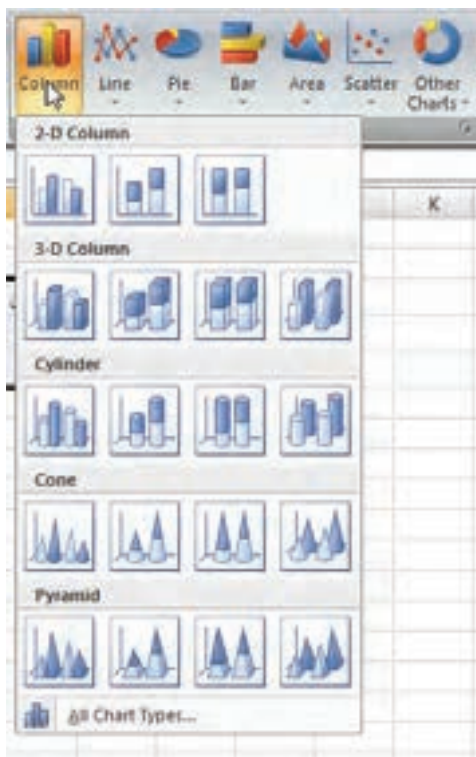 Column Line Pie Bar Area Scatter Other
Charts
2-D Column
K
3-D Column
Cylinder
Cone
Pyramid
All Chart Types...